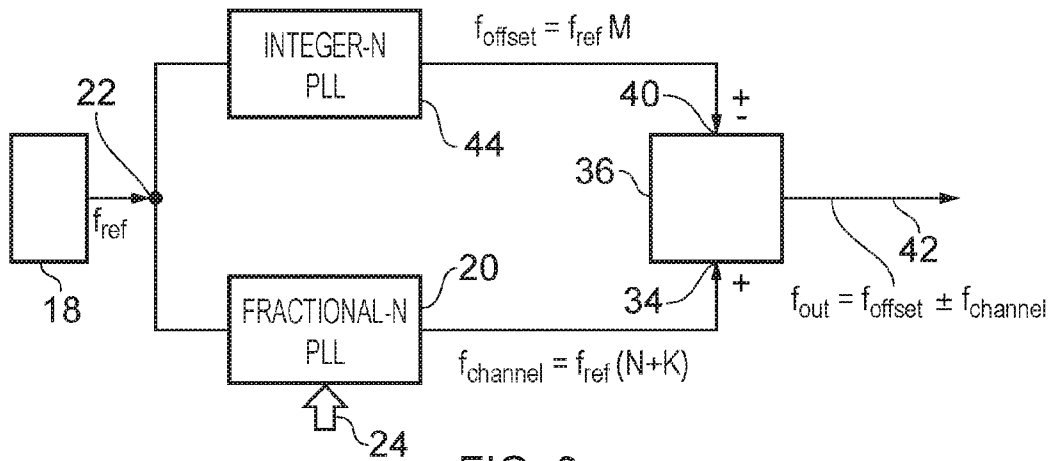 INTEGER-N
PLL
f_offset = f_ref M
22
40
+
-
44
36
f_ref
42
18
20
34
+
FRACTIONAL-N
PLL
f_out = f_offset ± f_channel
f_channel = f_ref (N+K)
24